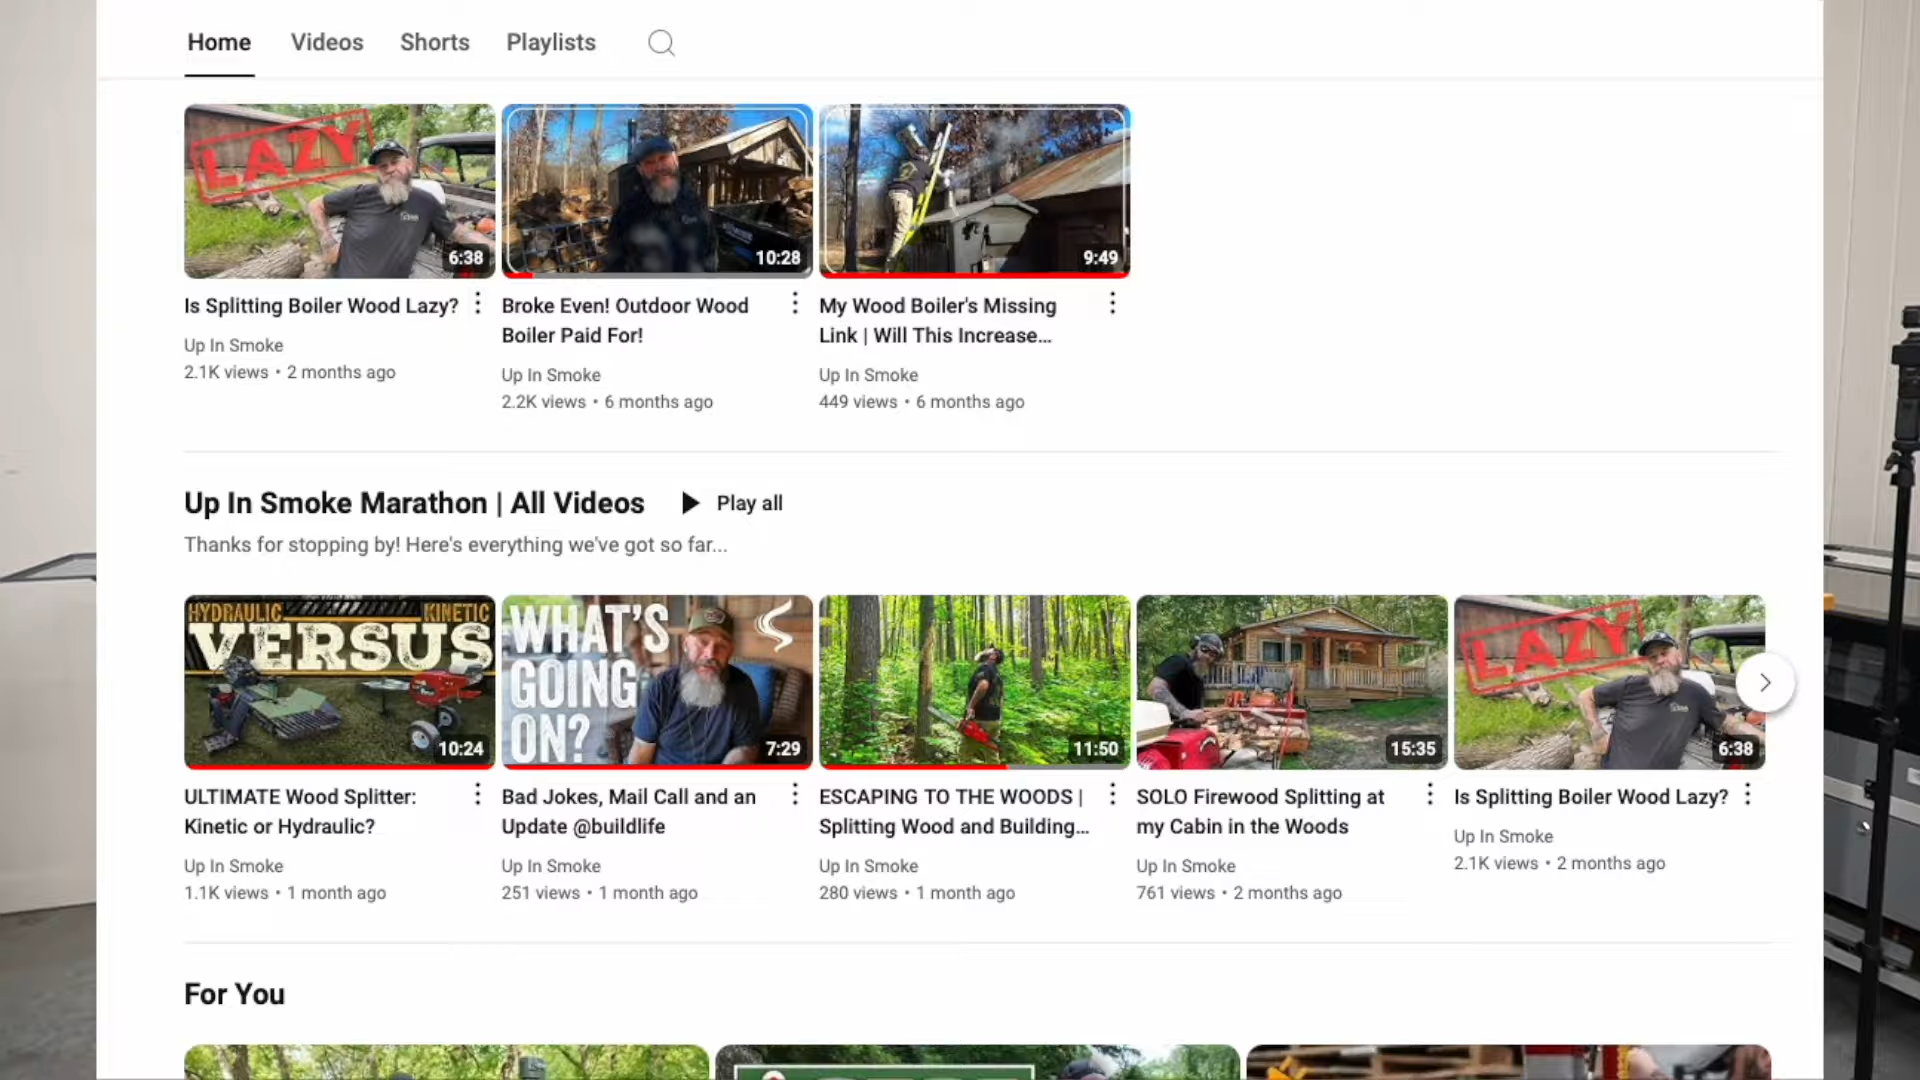 Home Videos Shorts Playlists
LAZY
6:38
10:28
9:49
Is Splitting Boiler Wood Lazy?
Up In Smoke
2.1K views • 2 months ago
Broke Even! Outdoor Wood
Boiler Paid For!
Up In Smoke
2.2K views • 6 months ago
My Wood Boiler's Missing
Link | Will This Increase...
Up In Smoke
449 views • 6 months ago
Up In Smoke Marathon | All Videos
Play all
Thanks for stopping by! Here's everything we've got so far...
HYDRAULIC KINETIC
VERSUS
10:24
WHAT'S
GOING
ON?
7:29
11:50
15:35
LAZY
6:38
ULTIMATE Wood Splitter:
Kinetic or Hydraulic?
Up In Smoke
1.1K views • 1 month ago
Bad Jokes, Mail Call and an
Update @buildlife
Up In Smoke
251 views • 1 month ago
ESCAPING TO THE WOODS |
Splitting Wood and Building...
Up In Smoke
280 views • 1 month ago
SOLO Firewood Splitting at
my Cabin in the Woods
Up In Smoke
761 views • 2 months ago
Is Splitting Boiler Wood Lazy?
Up In Smoke
2.1K views • 2 months ago
For You